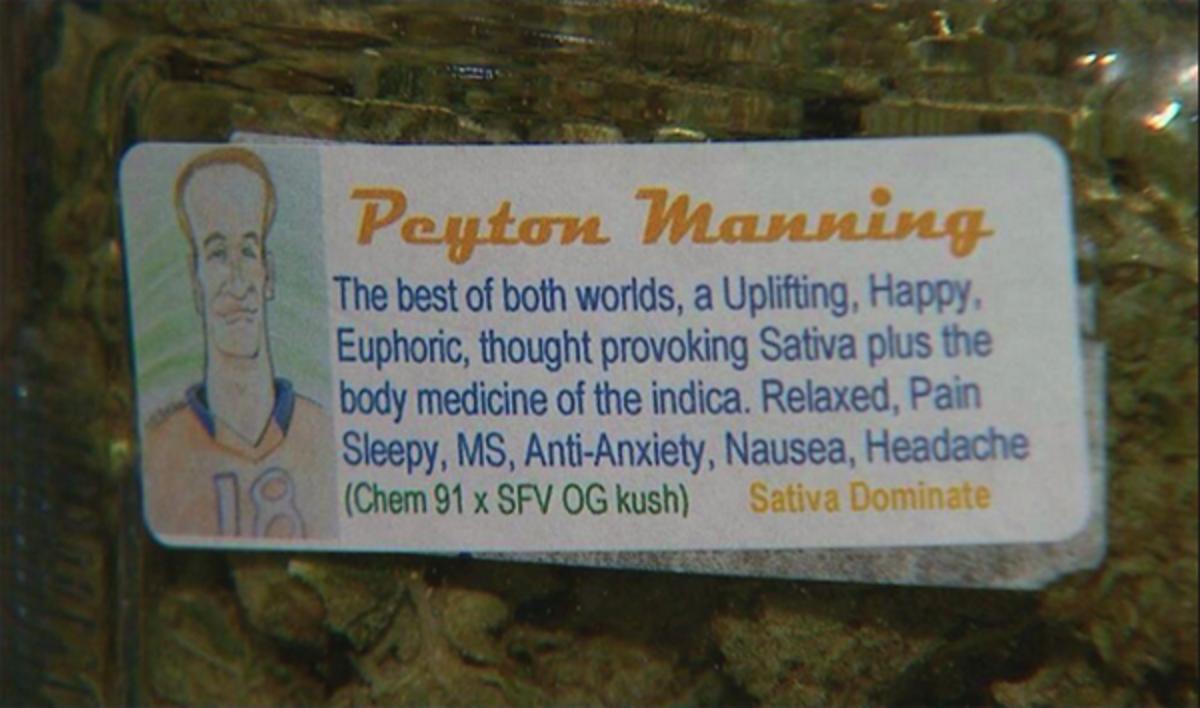 Peyton Manning
The best of both worlds, a Uplifting, Happy,
Euphoric, thought provoking Sativa plus the
body medicine of the indica. Relaxed, Pain
Sleepy, MS, Anti-Anxiety, Nausea, Headache
(Chem 91 x SFV OG kush) Sativa Dominate
18